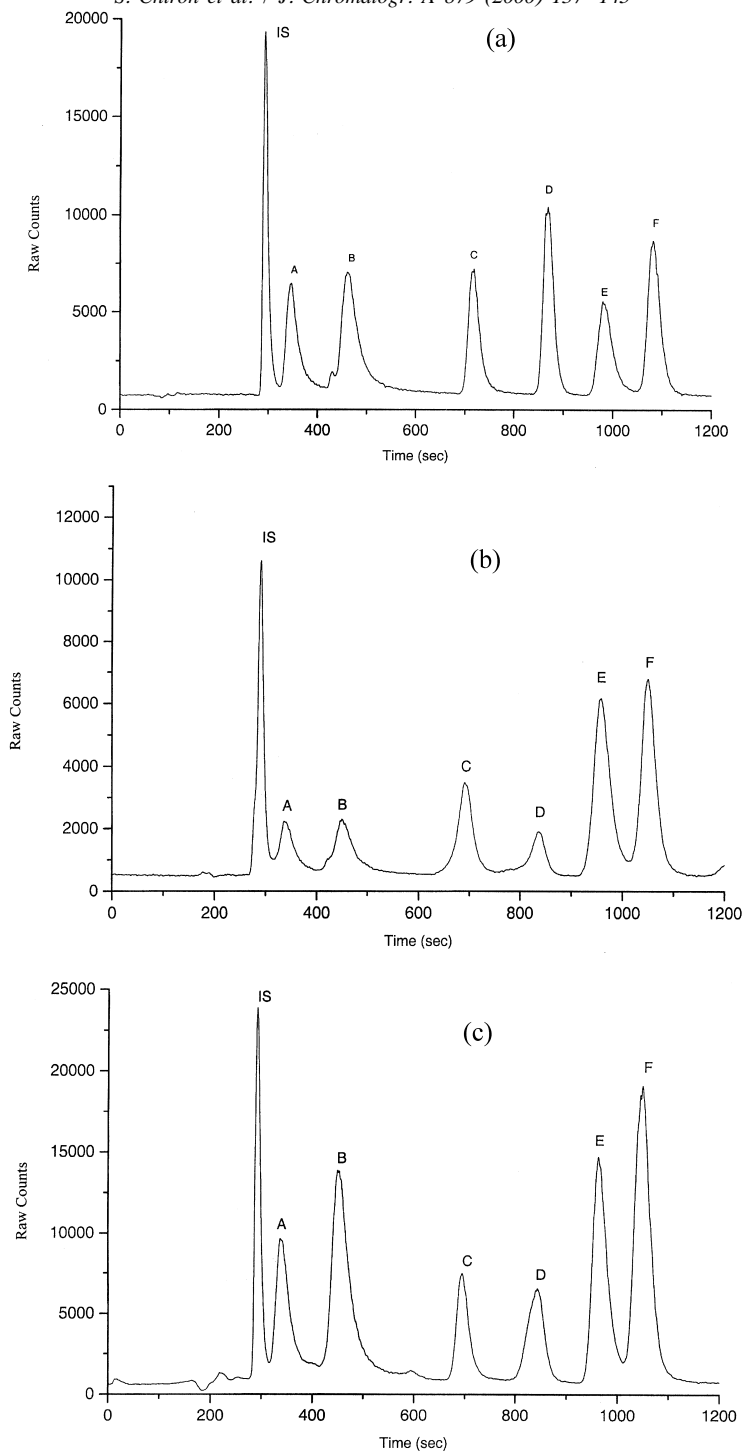 S. Chiron et al. / J. Chromatogr. A 879 (2000) 137–145
(a)
IS
A
B
C
D
E
F
20000
15000
10000
5000
0
Raw Counts
0 200 400 600 800 1000 1200
Time (sec)
(b)
IS
A
B
C
D
E
F
12000
10000
8000
6000
4000
2000
0
Raw Counts
0 200 400 600 800 1000 1200
Time (sec)
(c)
IS
A
B
C
D
E
F
25000
20000
15000
10000
5000
0
Raw Counts
0 200 400 600 800 1000 1200
Time (sec)